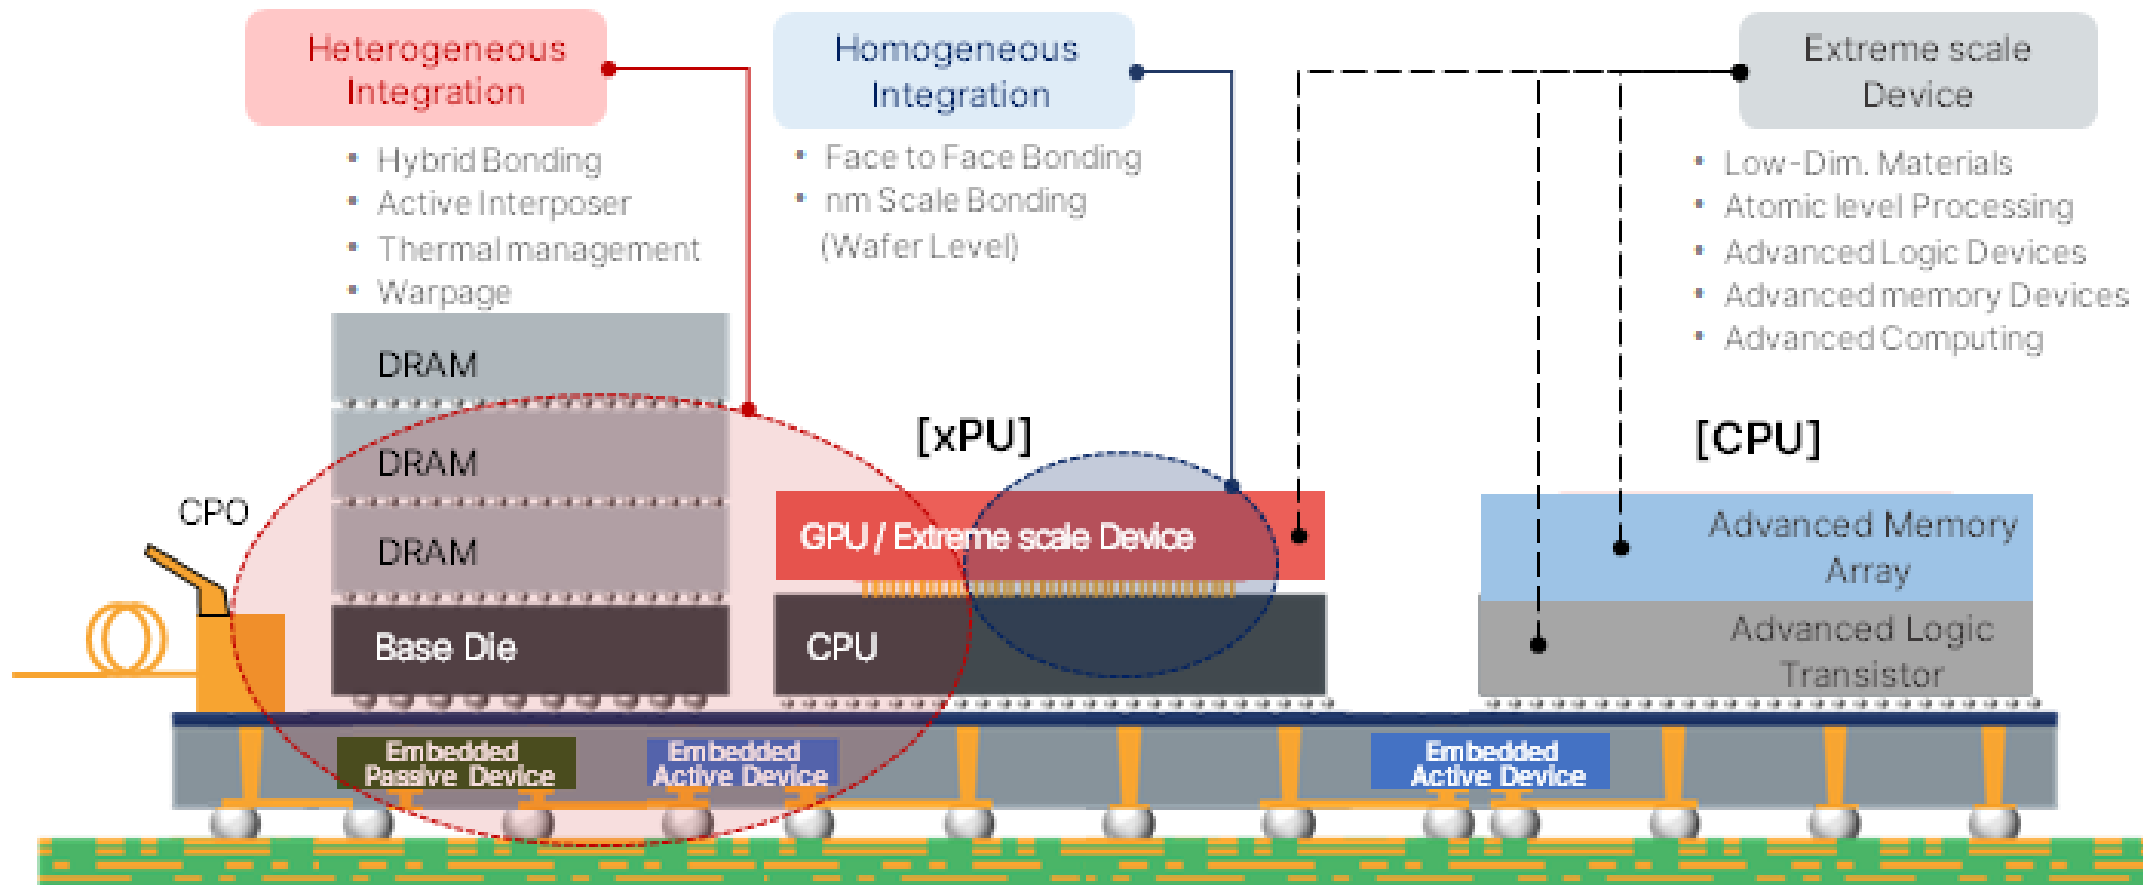 Heterogeneous
Integration
• Hybrid Bonding
• Active Interposer
• Thermal management
• Warpage
Homogeneous
Integration
• Face to Face Bonding
• nm Scale Bonding
(Wafer Level)
Extreme scale
Device
• Low-Dim. Materials
• Atomic level Processing
• Advanced Logic Devices
• Advanced memory Devices
• Advanced Computing
CPO
DRAM
DRAM
DRAM
Base Die
[xPU]
GPU / Extreme scale Device
CPU
[CPU]
Advanced Memory
Array
Advanced Logic
Transistor
Embedded
Passive Device
Embedded
Active Device
Embedded
Active Device